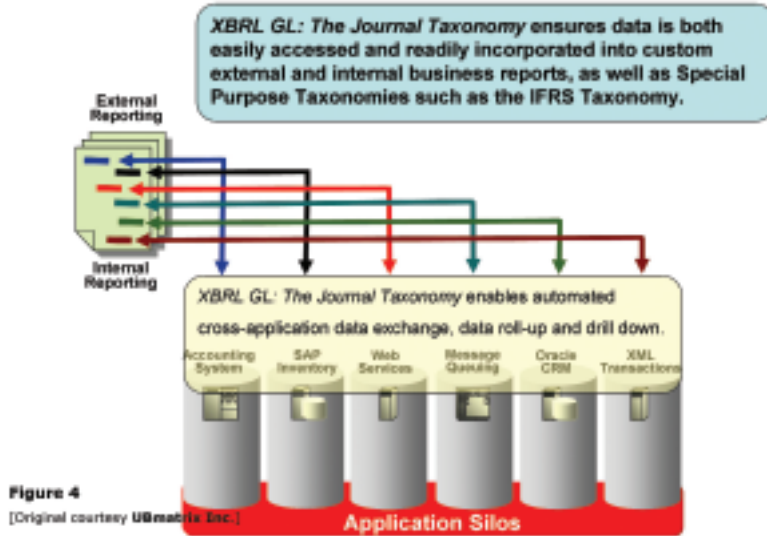 XBRL GL: The Journal Taxonomy ensures data is both
easily accessed and readily incorporated into custom
external and internal business reports, as well as Special
Purpose Taxonomies such as the IFRS Taxonomy.
External
Reporting
Internal
Reporting
XBRL GL: The Journal Taxonomy enables automated
cross-application data exchange, data roll-up and drill down.
Accounting
System
SAP
Inventory
Web
Services
Message
Queuing
Oracle
CRM
XML
Transactions
Figure 4
[Original courtesy UBmatrix Inc.]
Application Silos